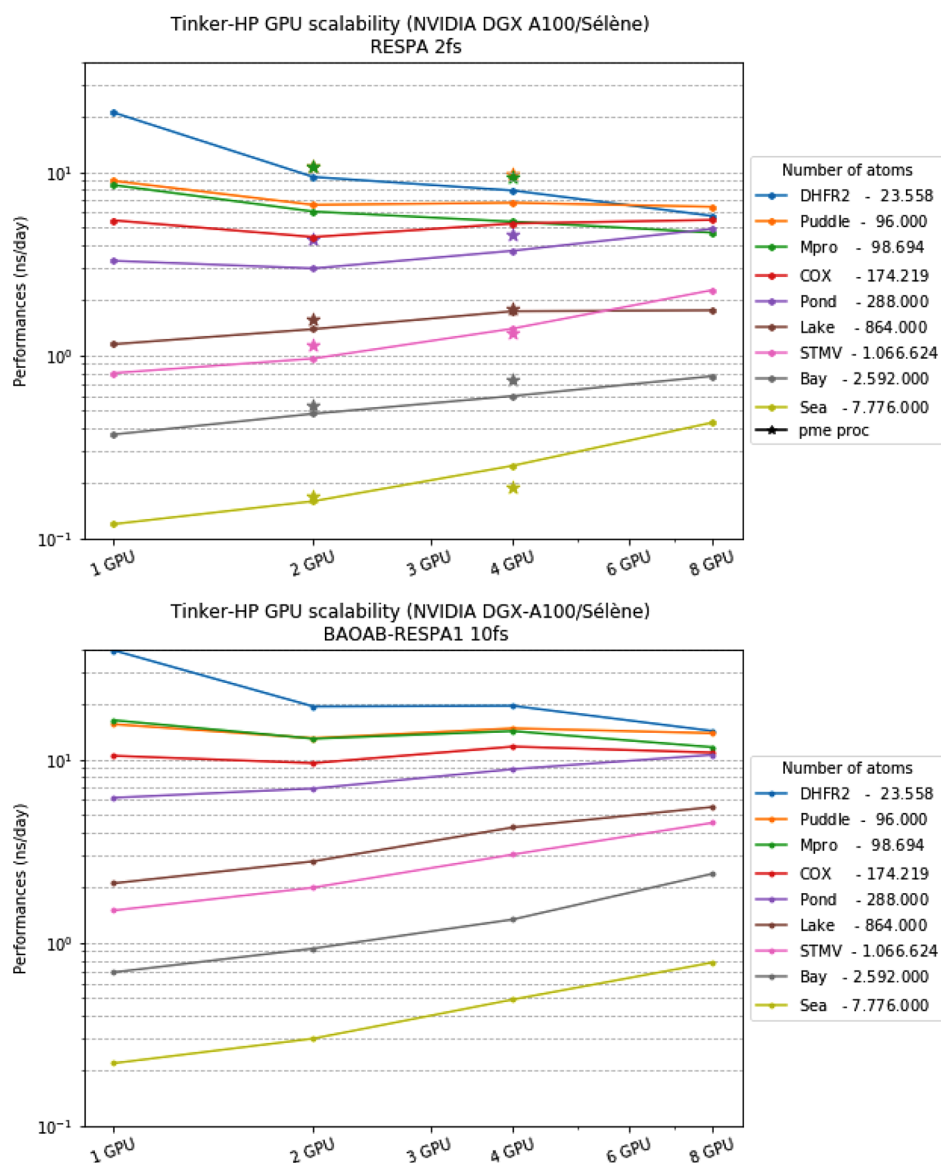 Tinker-HP GPU scalability (NVIDIA DGX A100/Sélène)
RESPA 2fs
Performances (ns/day)
10¹
10⁰
10⁻¹
1 GPU
2 GPU
3 GPU
4 GPU
6 GPU
8 GPU
Number of atoms
DHFR2 - 23.558
Puddle - 96.000
Mpro - 98.694
COX - 174.219
Pond - 288.000
Lake - 864.000
STMV - 1.066.624
Bay - 2.592.000
Sea - 7.776.000
pme proc
Tinker-HP GPU scalability (NVIDIA DGX-A100/Sélène)
BAOAB-RESPA1 10fs
Performances (ns/day)
10¹
10⁰
10⁻¹
1 GPU
2 GPU
3 GPU
4 GPU
6 GPU
8 GPU
Number of atoms
DHFR2 - 23.558
Puddle - 96.000
Mpro - 98.694
COX - 174.219
Pond - 288.000
Lake - 864.000
STMV - 1.066.624
Bay - 2.592.000
Sea - 7.776.000